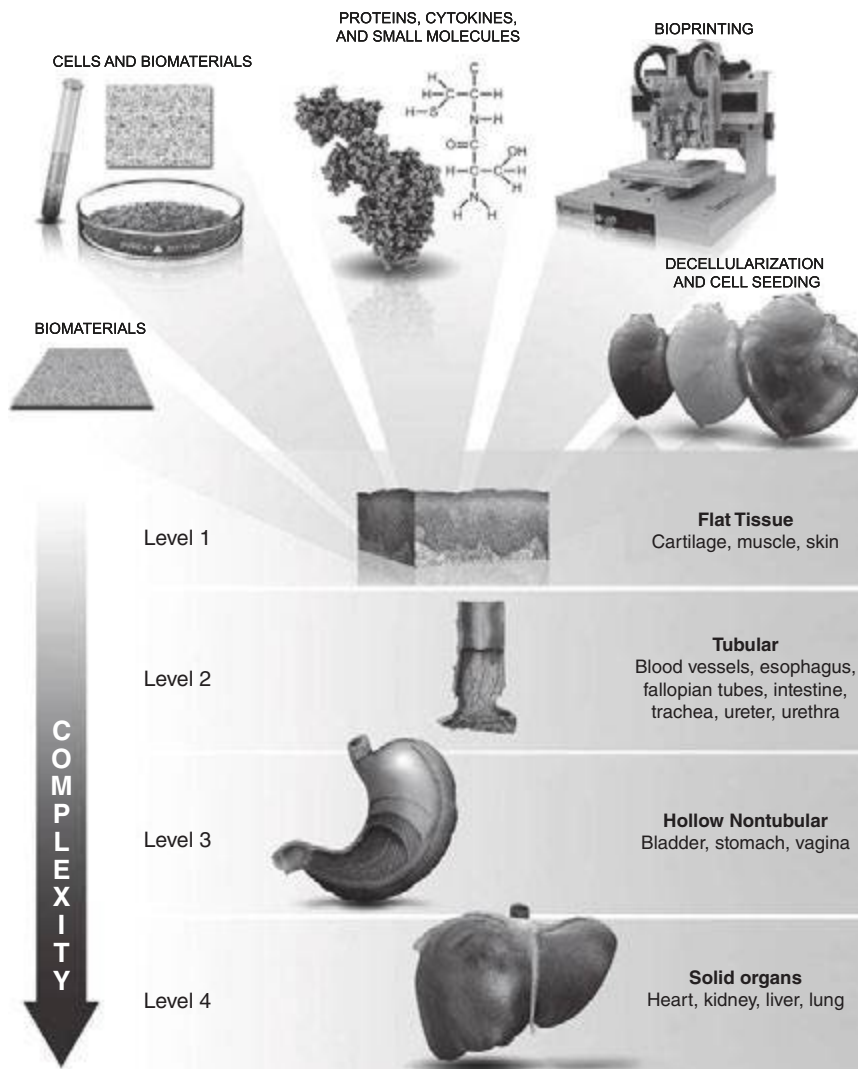 PROTEINS, CYTOKINES,
AND SMALL MOLECULES
BIOPRINTING
CELLS AND BIOMATERIALS
C
H
H C C H
H S N H
O C OH
H C C H
N H
H H
DECELLULARIZATION
AND CELL SEEDING
BIOMATERIALS
Level 1
Flat Tissue
Cartilage, muscle, skin
Level 2
Tubular
Blood vessels, esophagus,
fallopian tubes, intestine,
trachea, ureter, urethra
COMPLEXITY
Level 3
Hollow Nontubular
Bladder, stomach, vagina
Level 4
Solid organs
Heart, kidney, liver, lung